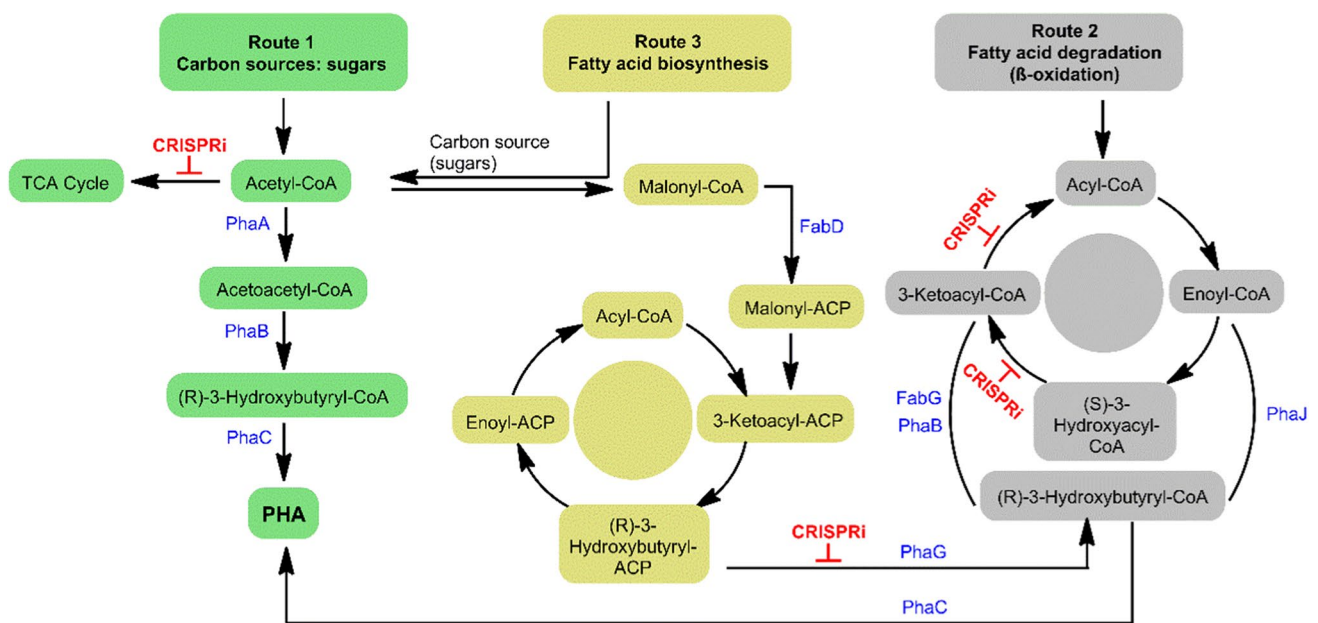 Route 1
Carbon sources: sugars
Route 3
Fatty acid biosynthesis
Route 2
Fatty acid degradation
(ß-oxidation)
CRISPRi
TCA Cycle
Acetyl-CoA
Carbon source
(sugars)
Malonyl-CoA
Acyl-CoA
PhaA
FabD
CRISPRi
Acetoacetyl-CoA
Malonyl-ACP
Acyl-CoA
3-Ketoacyl-CoA
Enoyl-CoA
PhaB
(R)-3-Hydroxybutyryl-CoA
Enoyl-ACP
3-Ketoacyl-ACP
CRISPRi
FabG
PhaB
(S)-3-
Hydroxyacyl-
CoA
PhaJ
PhaC
PHA
(R)-3-
Hydroxybutyryl-
ACP
(R)-3-Hydroxybutyryl-CoA
CRISPRi
PhaG
PhaC